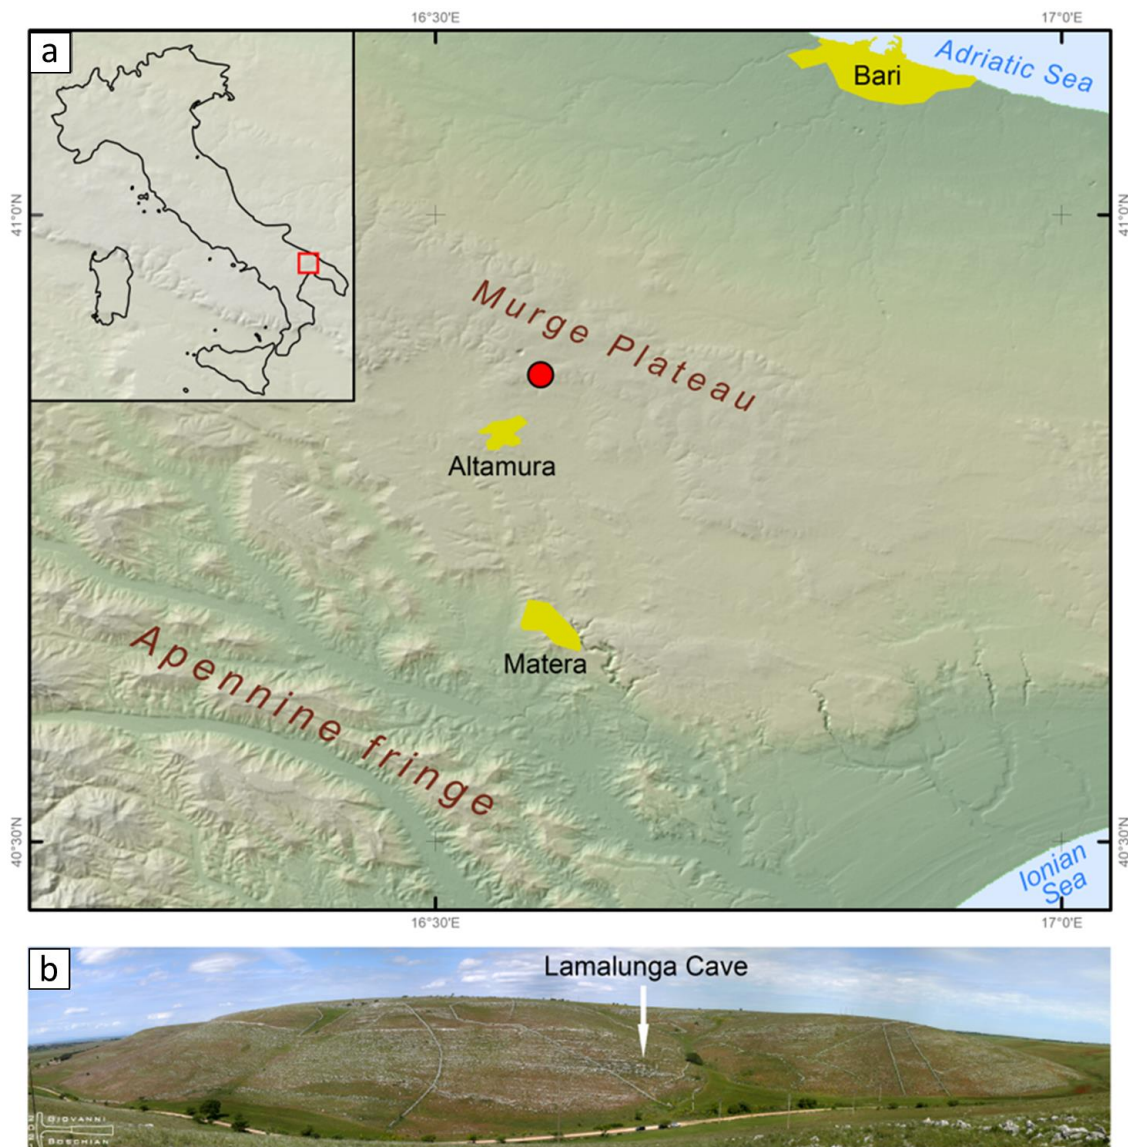 16°30'E
17°0'E
a
Adriatic Sea
Bari
41°0'N
41°0'N
Murge Plateau
Altamura
Matera
Apennine fringe
40°30'N
40°30'N
Ionian
Sea
16°30'E
17°0'E
b
Lamalunga Cave
GIOVANNI
BOSCHIAN